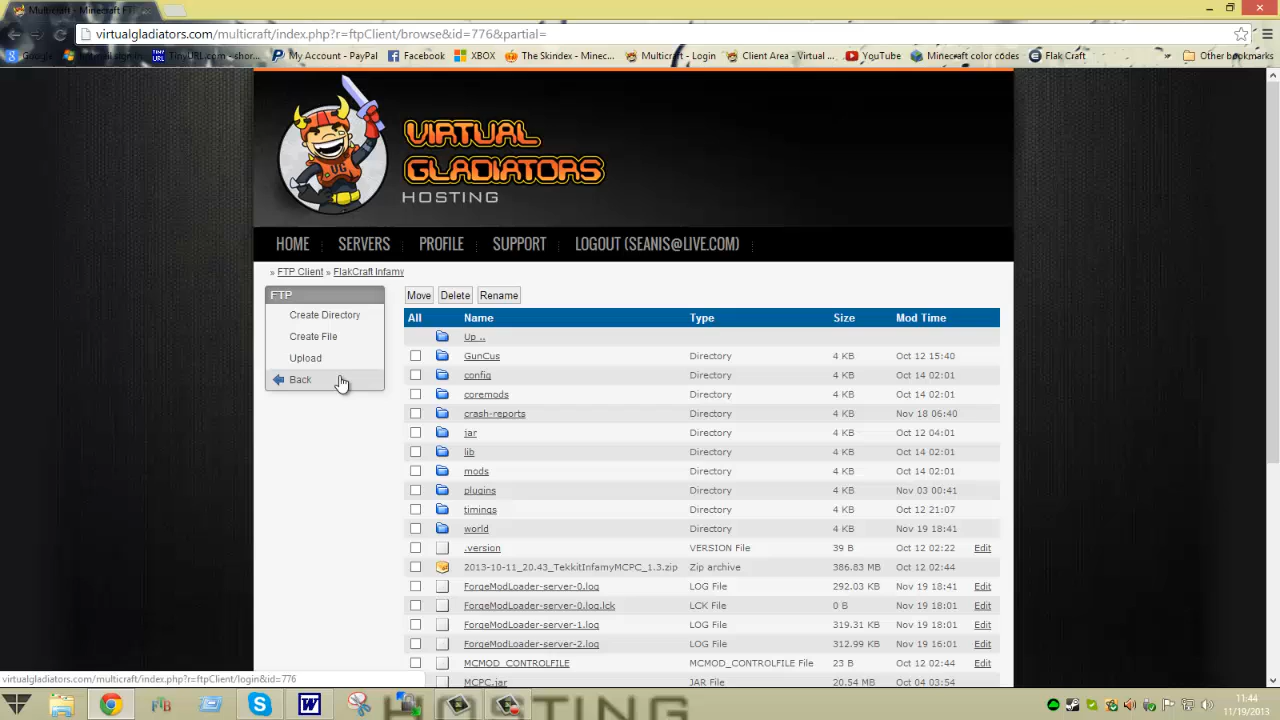 Multicraft - Minecraft FT
virtualgladiators.com/multicraft/index.php?r=ftpClient/browse&id=776&partial=
Google
TinyURL.com - shor...
My Account - PayPal
Facebook
XBOX
The Skindex - Minec...
Multicraft - Login
Client Area - Virtual ...
YouTube
Minecraft color codes
Flak Craft
Other bookmarks
VIRTUAL
GLADIATORS
HOSTING
HOME SERVERS PROFILE SUPPORT LOGOUT (SEANIS@LIVE.COM)
» FTP Client » FlakCraft Infamy
FTP
Create Directory
Create File
Upload
Back
Move Delete Rename
All Name Type Size Mod Time
Up ..
GunCus Directory 4 KB Oct 12 15:40
config Directory 4 KB Oct 14 02:01
coremods Directory 4 KB Oct 14 02:01
crash-reports Directory 4 KB Nov 18 06:40
jar Directory 4 KB Oct 12 04:01
lib Directory 4 KB Oct 14 02:01
mods Directory 4 KB Oct 14 02:01
plugins Directory 4 KB Nov 03 00:41
timings Directory 4 KB Oct 12 21:07
world Directory 4 KB Nov 19 18:41
.version VERSION File 39 B Oct 12 02:22 Edit
2013-10-11_20.43_TekkitInfamyMCPC_1.3.zip Zip archive 386.83 MB Oct 12 02:44
ForgeModLoader-server-0.log LOG File 292.03 KB Nov 19 18:41 Edit
ForgeModLoader-server-0.log.lck LCK File 0 B Nov 19 18:01 Edit
ForgeModLoader-server-1.log LOG File 319.31 KB Nov 19 18:01 Edit
ForgeModLoader-server-2.log LOG File 312.99 KB Nov 19 16:01 Edit
MCMOD_CONTROLFILE MCMOD_CONTROLFILE File 23 B Oct 12 02:44 Edit
MCPC.jar JAR File 20.54 MB Oct 04 03:54
virtualgladiators.com/multicraft/index.php?r=ftpClient/login&id=776
HOSTING
11:44
11/19/2013